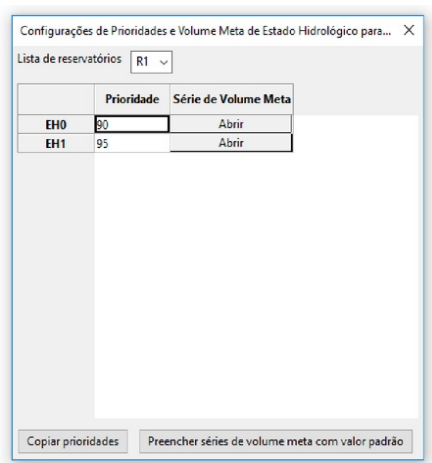 Configurações de Prioridades e Volume Meta de Estado Hidrológico para...
Lista de reservatórios R1
Prioridade Série de Volume Meta
EH0 90 Abrir
EH1 95 Abrir
Copiar prioridades Preencher séries de volume meta com valor padrão